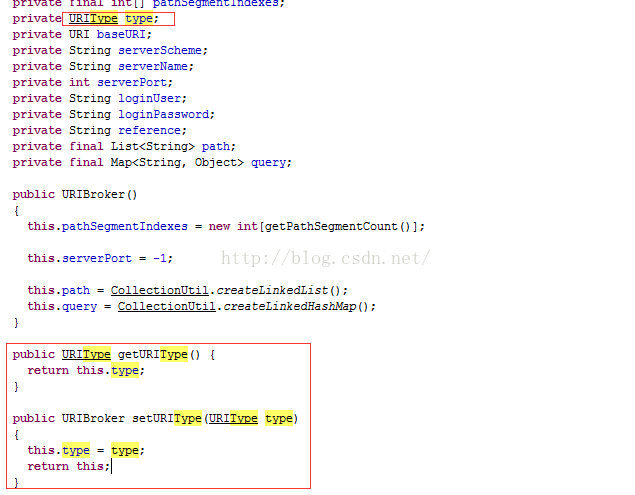 private final int[] pathSegmentIndexes;
private URIType type;
private URI baseURI;
private String serverScheme;
private String serverName;
private int serverPort;
private String loginUser;
private String loginPassword;
private String reference;
private final List<String> path;
private final Map<String, Object> query;
public URIBroker()
{
this.pathSegmentIndexes = new int[getPathSegmentCount()];
this.serverPort = -1;
http://blog.csdn.net/
this.path = CollectionUtil.createLinkedList();
this.query = CollectionUtil.createLinkedHashMap();
}
public URIType getURIType() {
return this.type;
}
public URIBroker setURIType(URIType type)
{
this.type = type;
return this;
}